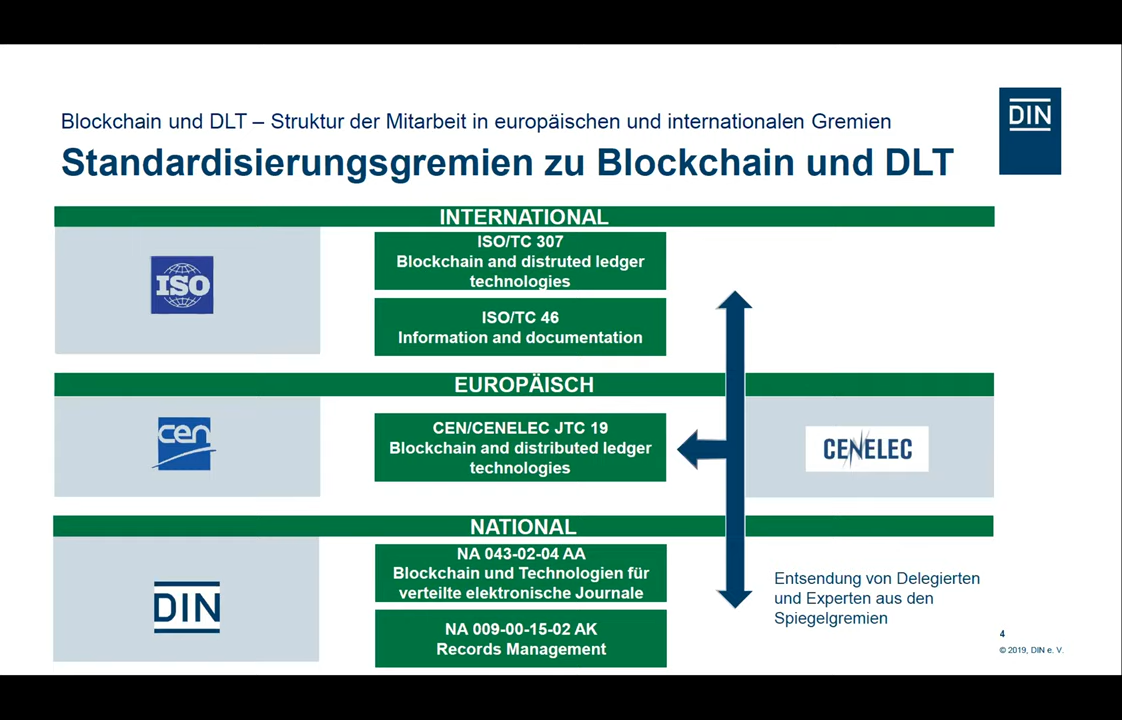 Blockchain und DLT – Struktur der Mitarbeit in europäischen und internationalen Gremien
Standardisierungsgremien zu Blockchain und DLT
DIN
INTERNATIONAL
ISO
ISO/TC 307
Blockchain and distruted ledger
technologies
ISO/TC 46
Information and documentation
EUROPÄISCH
cen
CEN/CENELEC JTC 19
Blockchain and distributed ledger
technologies
CENELEC
NATIONAL
DIN
NA 043-02-04 AA
Blockchain und Technologien für
verteilte elektronische Journale
NA 009-00-15-02 AK
Records Management
Entsendung von Delegierten
und Experten aus den
Spiegelgremien
4
© 2019, DIN e. V.